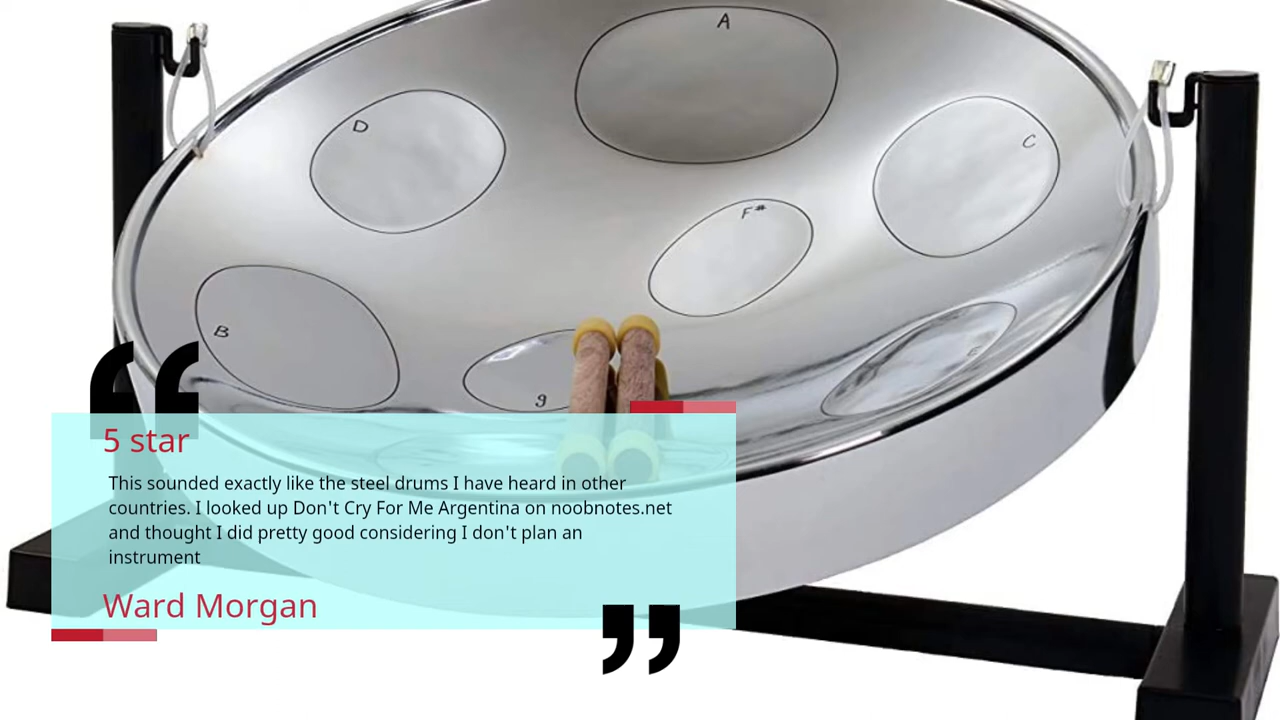 A
D
C
F#
B
g
E
5 star
This sounded exactly like the steel drums I have heard in other
countries. I looked up Don't Cry For Me Argentina on noobnotes.net
and thought I did pretty good considering I don't plan an
instrument
Ward Morgan